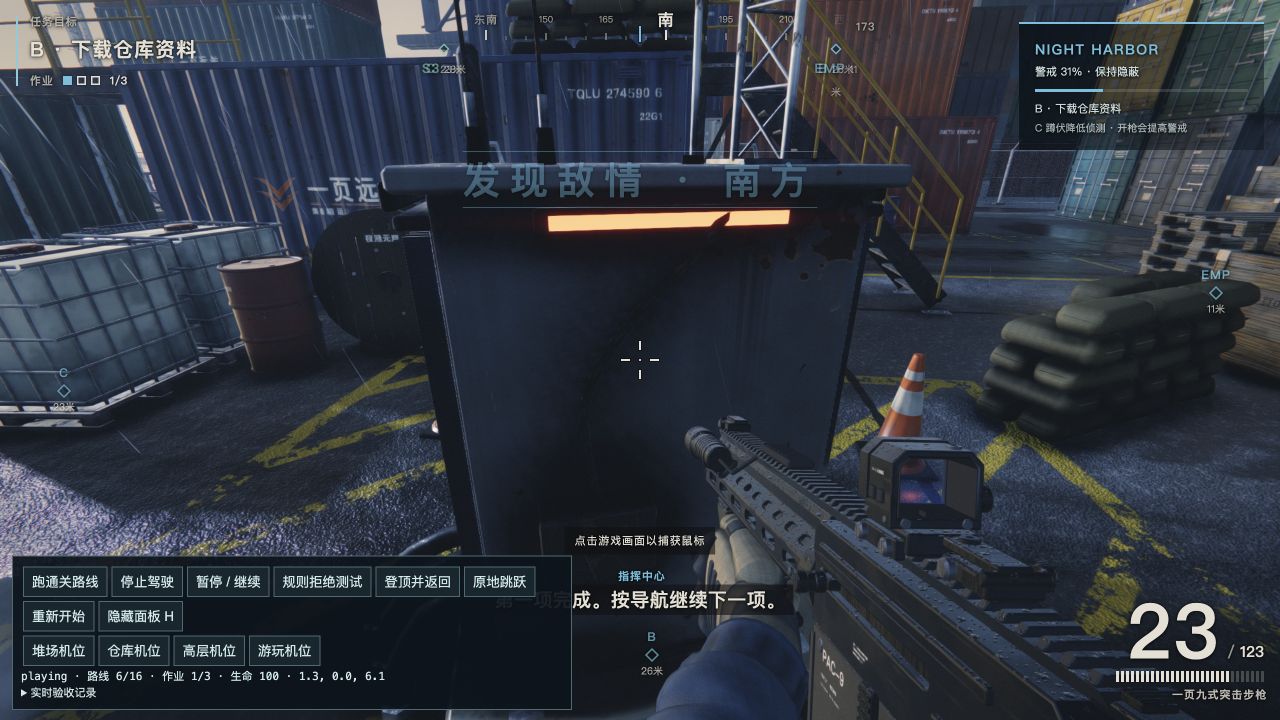 任务目标
B · 下载仓库资料
作业 1/3
东南 150 165 南 195 210 西 173
NIGHT HARBOR
警戒 31% · 保持隐蔽
B · 下载仓库资料
C 蹲伏降低侦测 · 开枪会提高警戒
TQLU 274590 6
22G1
一页远
发现敌情 · 南方
EMP
11米
C
23米
点击游戏画面以捕获鼠标
指挥中心
第一项完成。按导航继续下一项。
B
26米
跑通关路线 停止驾驶 暂停 / 继续 规则拒绝测试 登顶并返回 原地跳跃
重新开始 隐藏面板 H
堆场机位 仓库机位 高层机位 游玩机位
playing · 路线 6/16 · 作业 1/3 · 生命 100 · 1.3, 0.0, 6.1
▶ 实时验收记录
PAC-9
23 / 123
一页九式突击步枪